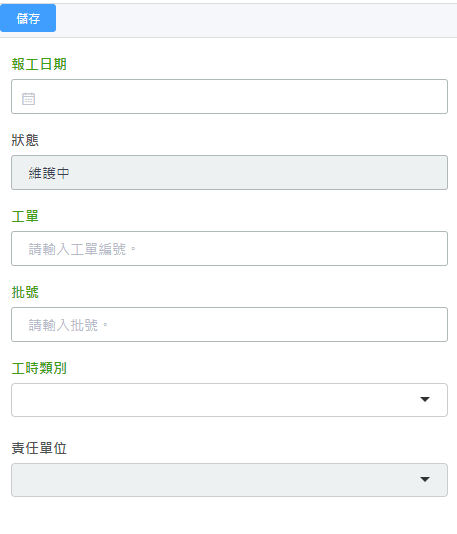 儲存
報工日期
狀態
維護中
工單
請輸入工單編號。
批號
請輸入批號。
工時類別
責任單位